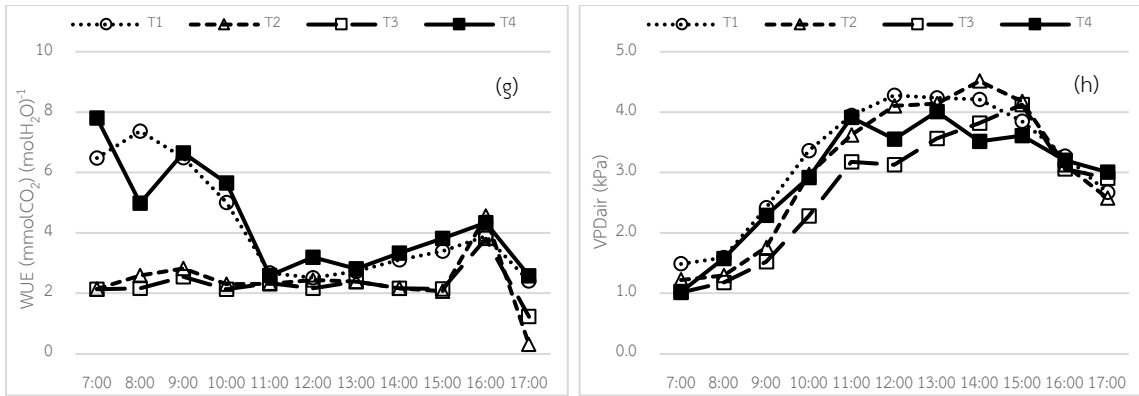 T1 T2 T3 T4
(g)
WUE (mmolCO2) (molH2O)-1
10
8
6
4
2
0
7:00 8:00 9:00 10:00 11:00 12:00 13:00 14:00 15:00 16:00 17:00
T1 T2 T3 T4
(h)
VPDair (kPa)
5.0
4.0
3.0
2.0
1.0
0.0
7:00 8:00 9:00 10:00 11:00 12:00 13:00 14:00 15:00 16:00 17:00